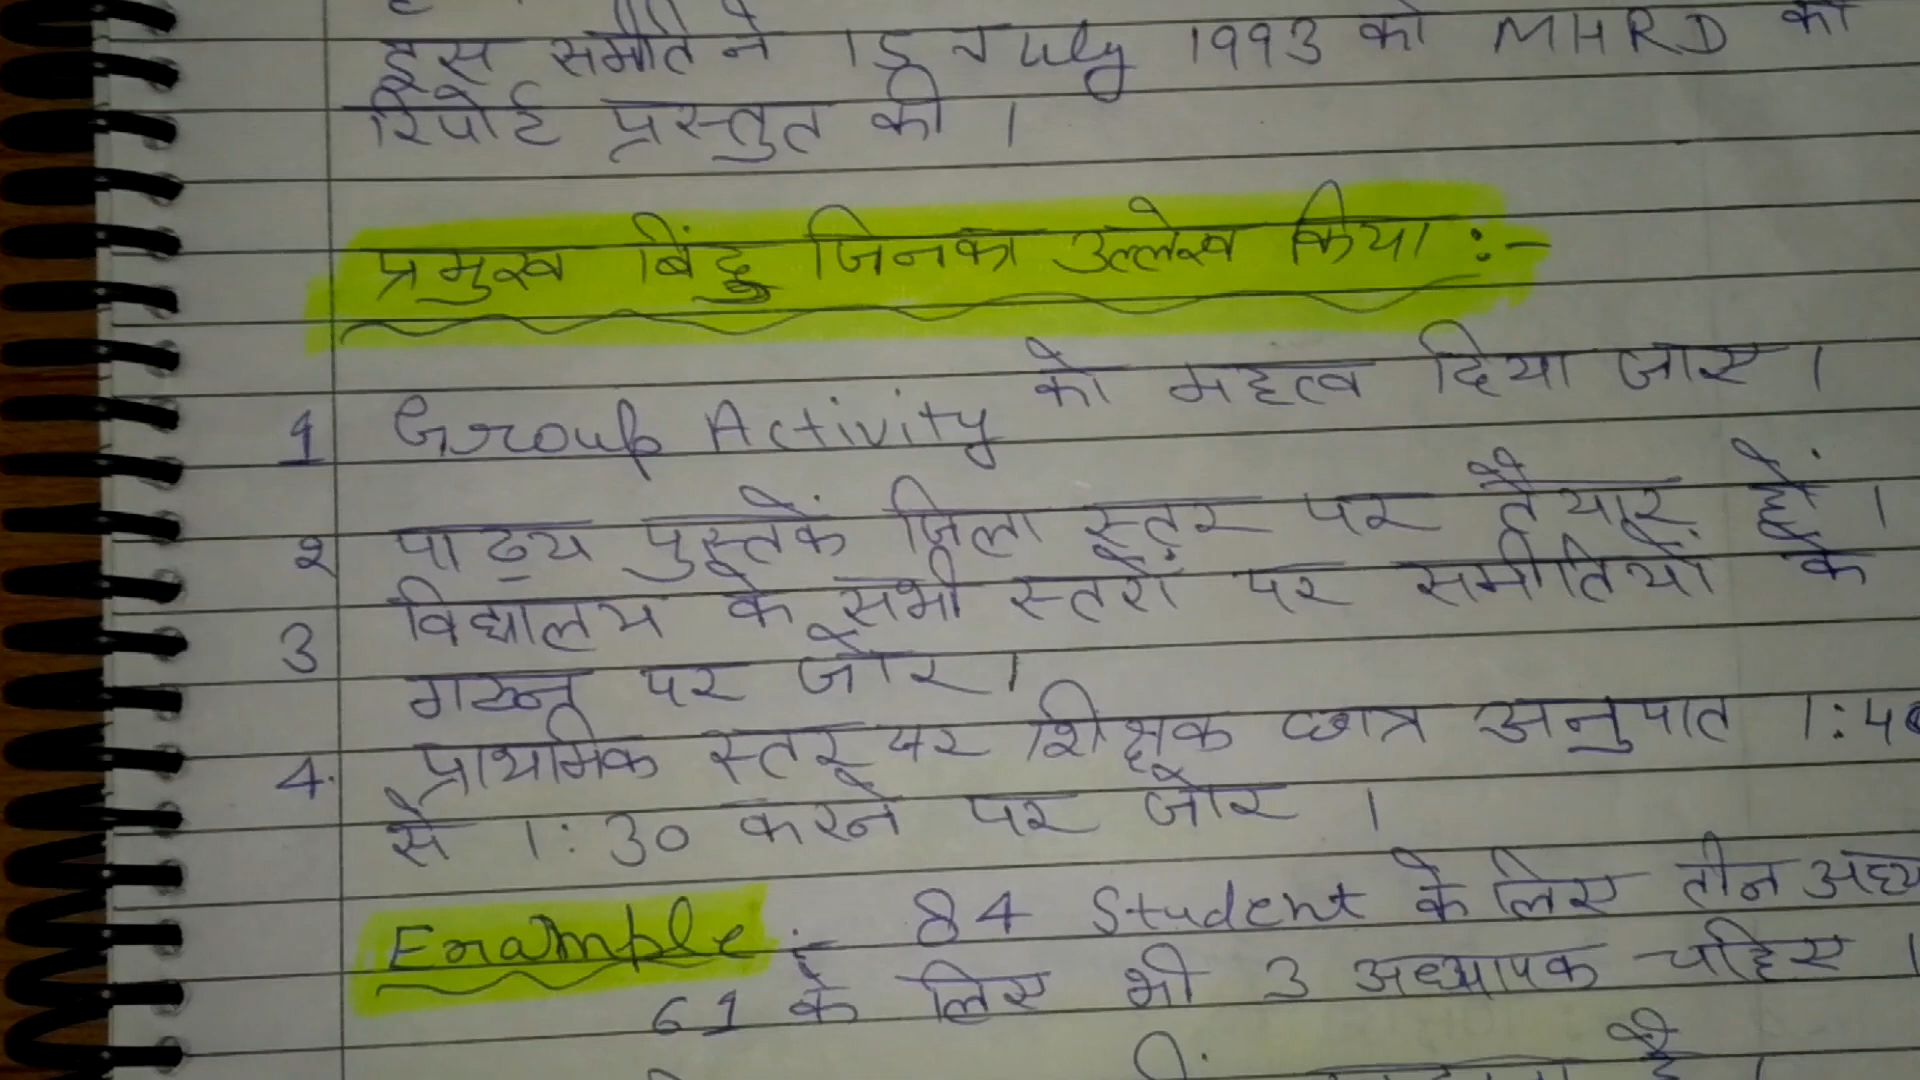 इस समीति ने 15 July 1993 को MHRD को
रिपोर्ट प्रस्तुत की ।
प्रमुख बिंदु जिनका उल्लेख किया :-
1 Group Activity को महत्व दिया जाए ।
2 पाठ्य पुस्तकें जिला स्तर पर तैयार हों ।
3 विद्यालय के सभी स्तरों पर समीतियों के
गठन पर जोर ।
4. प्राथमिक स्तर पर शिक्षक छात्र अनुपात 1:40
से 1:30 करने पर जोर ।
Example :- 84 Student के लिए तीन अध्य
61 के लिए भी 3 अध्यापक चाहिए ।